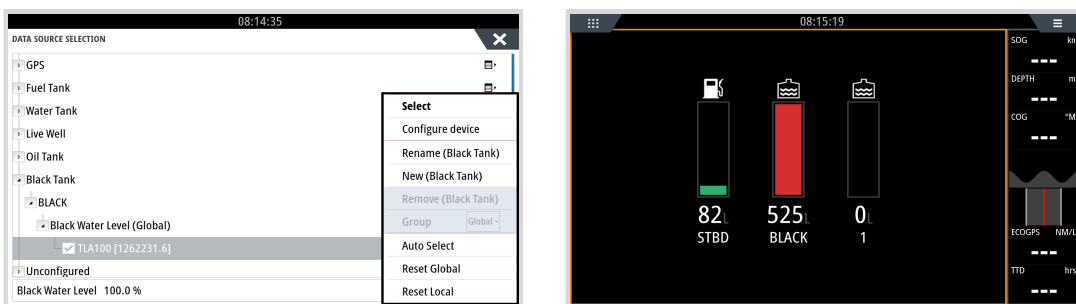 08:14:35
DATA SOURCE SELECTION
GPS
Fuel Tank
Water Tank
Live Well
Oil Tank
Black Tank
BLACK
Black Water Level (Global)
TLA100 [1262231.6]
Unconfigured
Black Water Level 100.0 %
Select
Configure device
Rename (Black Tank)
New (Black Tank)
Remove (Black Tank)
Group Global
Auto Select
Reset Global
Reset Local
08:15:19
82L 525L 0L
STBD BLACK 1
SOG kn
---
DEPTH m
---
COG °M
---
ECOGPS NM/L
---
TTD hrs
---